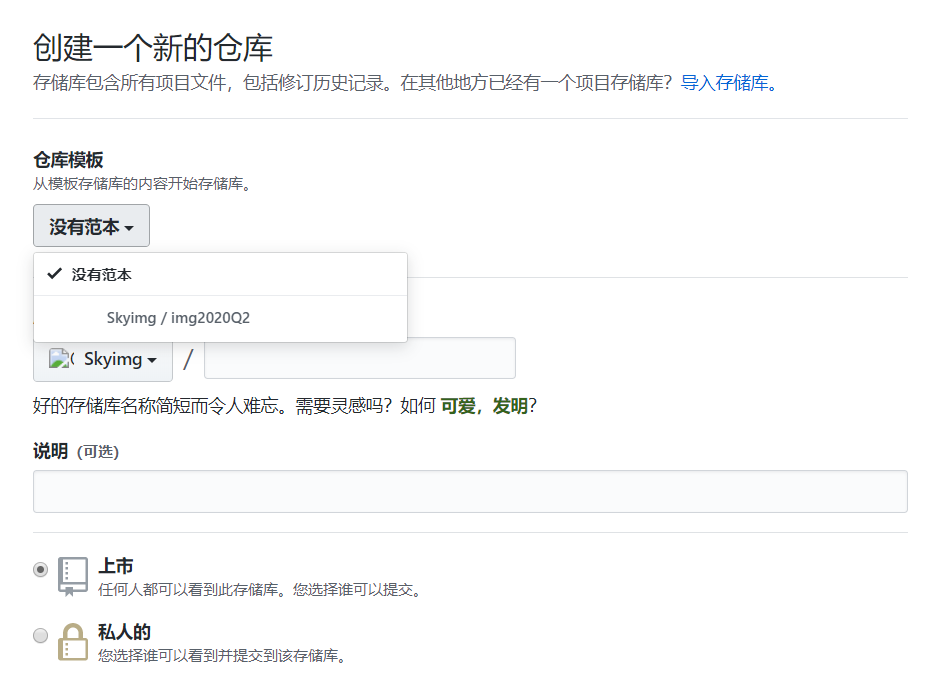 创建一个新的仓库
存储库包含所有项目文件，包括修订历史记录。在其他地方已经有一个项目存储库？导入存储库。
仓库模板
从模板存储库的内容开始存储库。
没有范本
没有范本
Skyimg / img2020Q2
Skyimg /
好的存储库名称简短而令人难忘。需要灵感吗？如何 可爱，发明？
说明 (可选)
上市
任何人都可以看到此存储库。您选择谁可以提交。
私人的
您选择谁可以看到并提交到该存储库。